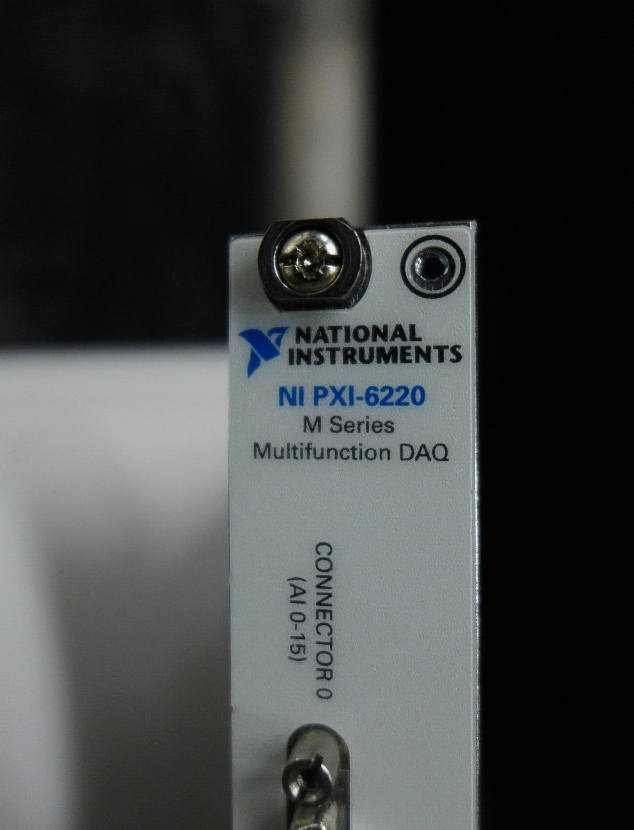 NATIONAL
INSTRUMENTS
NI PXI-6220
M Series
Multifunction DAQ
CONNECTOR 0
(AI 0-15)